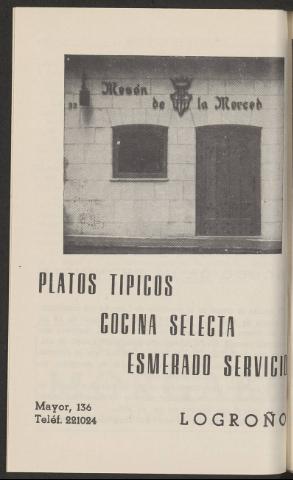 Mesón
de la Merced
PLATOS TIPICOS
COCINA SELECTA
ESMERADO SERVICIO
Mayor, 136
Teléf. 221024
LOGROÑO